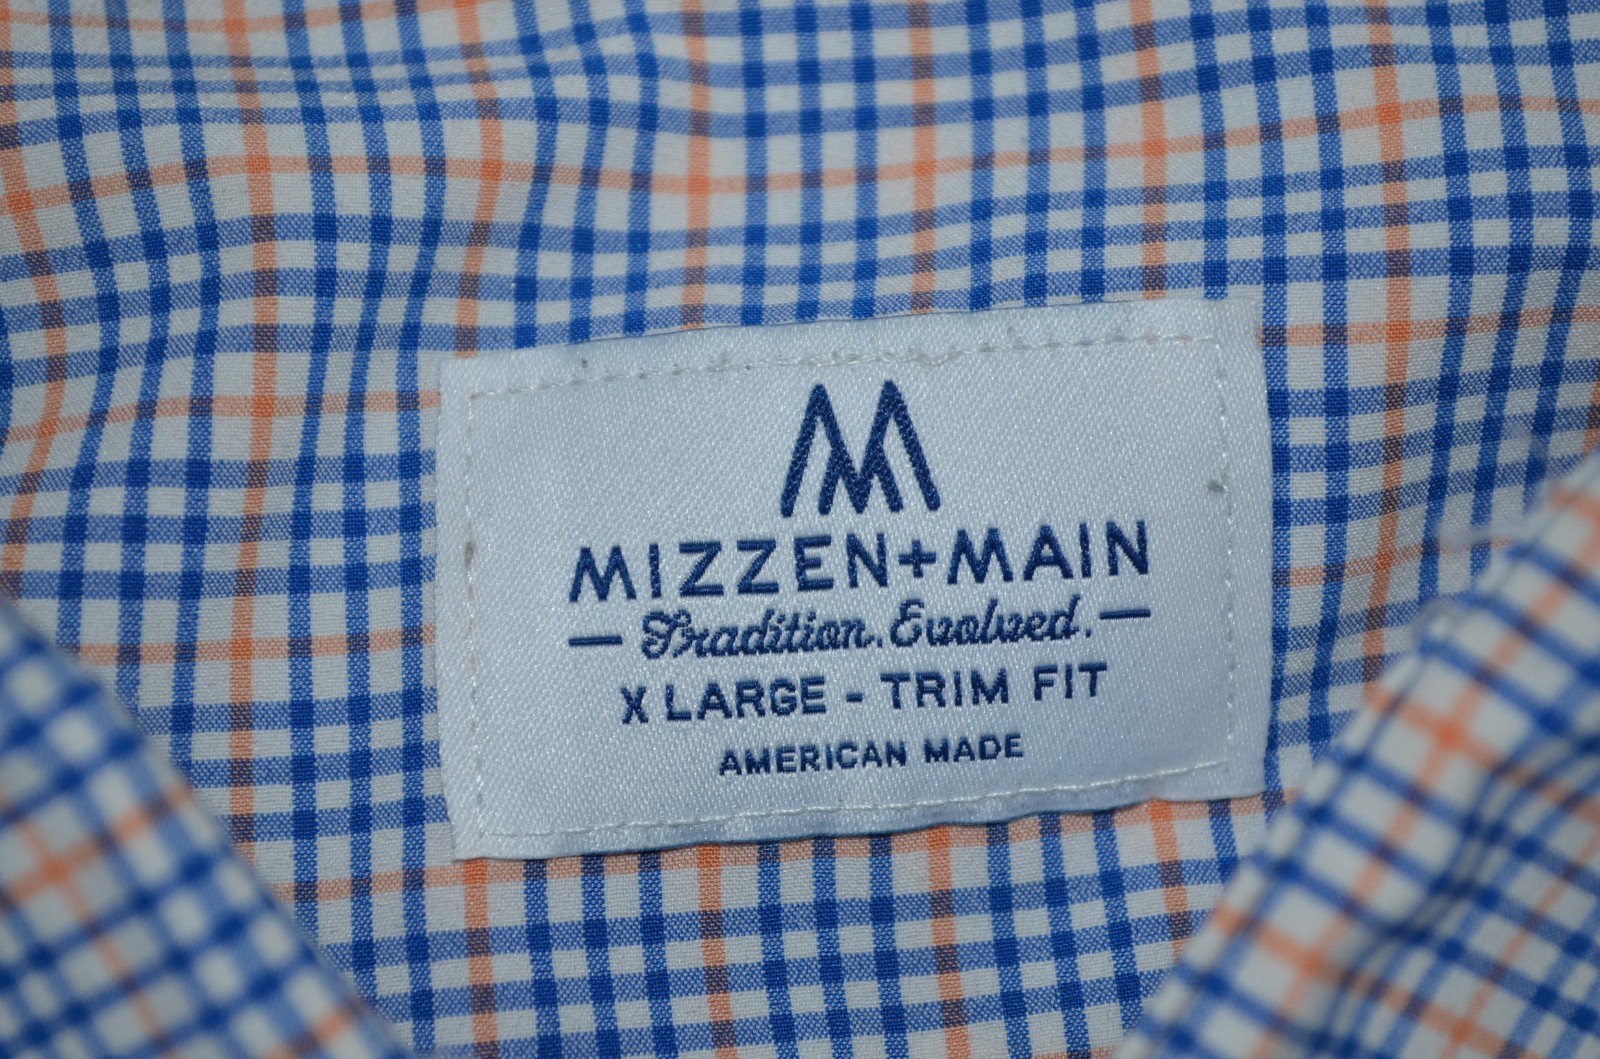 MIZZEN+MAIN
— Tradition. Evolved. —
X LARGE - TRIM FIT
AMERICAN MADE